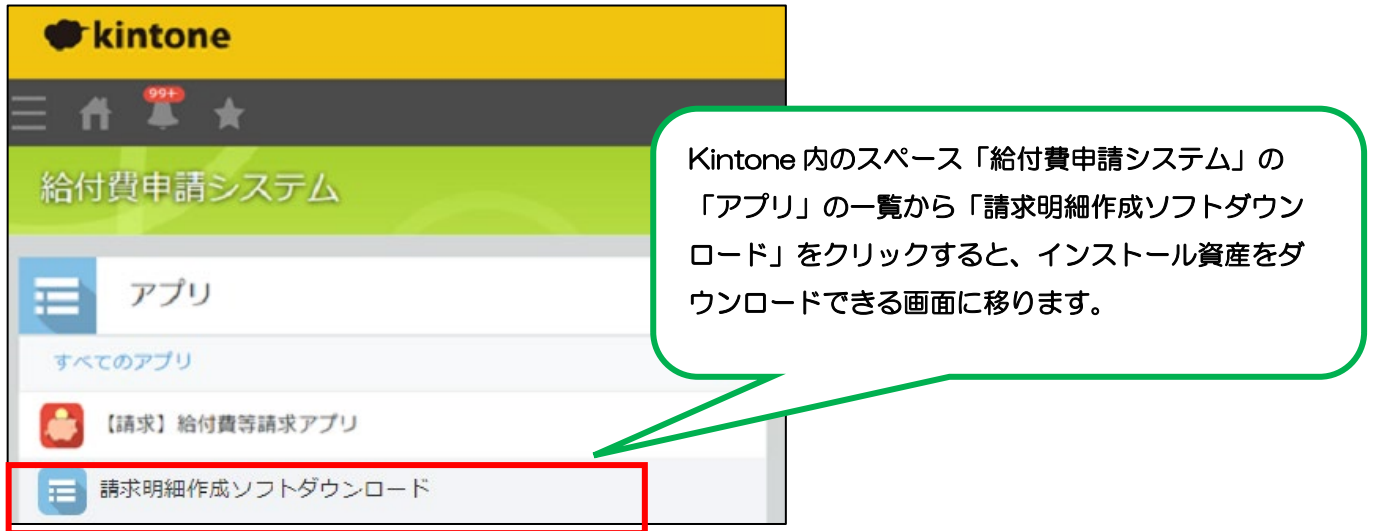 kintone
99+
給付費申請システム
アプリ
すべてのアプリ
【請求】給付費等請求アプリ
請求明細作成ソフトダウンロード
Kintone 内のスペース「給付費申請システム」の
「アプリ」の一覧から「請求明細作成ソフトダウン
ロード」をクリックすると、インストール資産をダ
ウンロードできる画面に移ります。